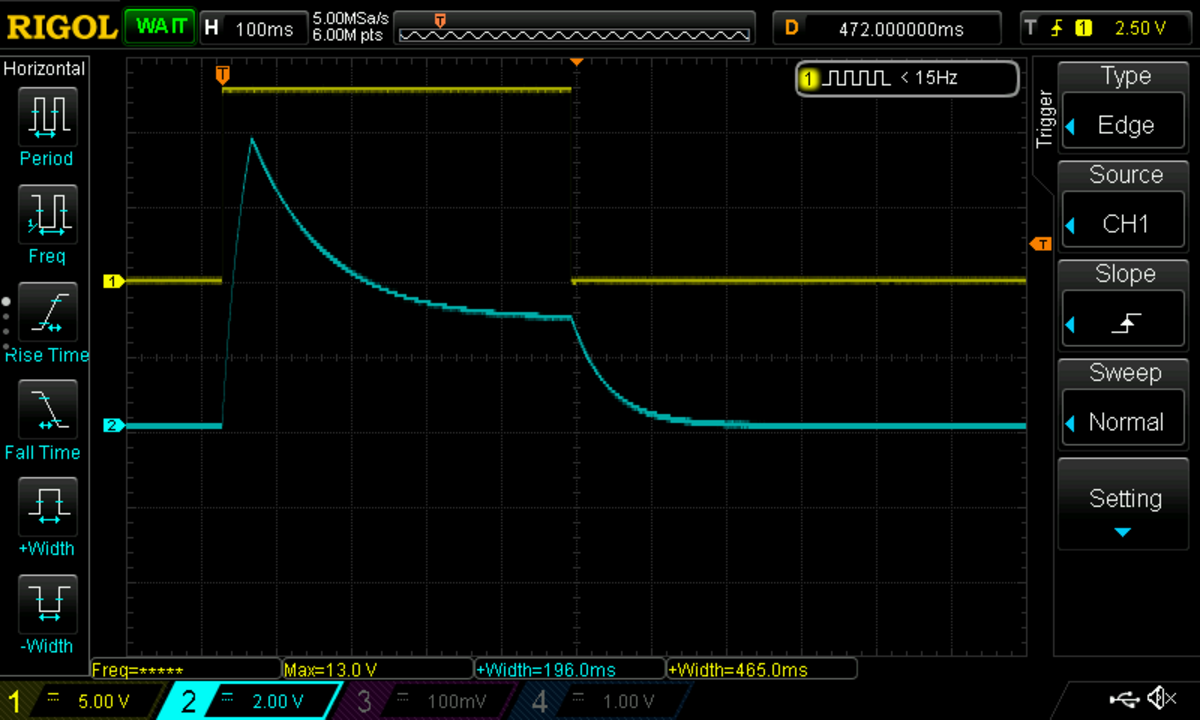 RIGOL WAIT H 100ms 5.00MSa/s
6.00M pts
T
D 472.000000ms
T 1 2.50 V
Horizontal
Period
Freq
Rise Time
Fall Time
+Width
-Width
T
1 < 15Hz
1
2
T
Trigger
Type
Edge
Source
CH1
Slope
Sweep
Normal
Setting
Freq=***** Max=13.0 V +Width=196.0ms +Width=465.0ms
1 5.00 V 2 2.00 V 3 100mV 4 1.00 V